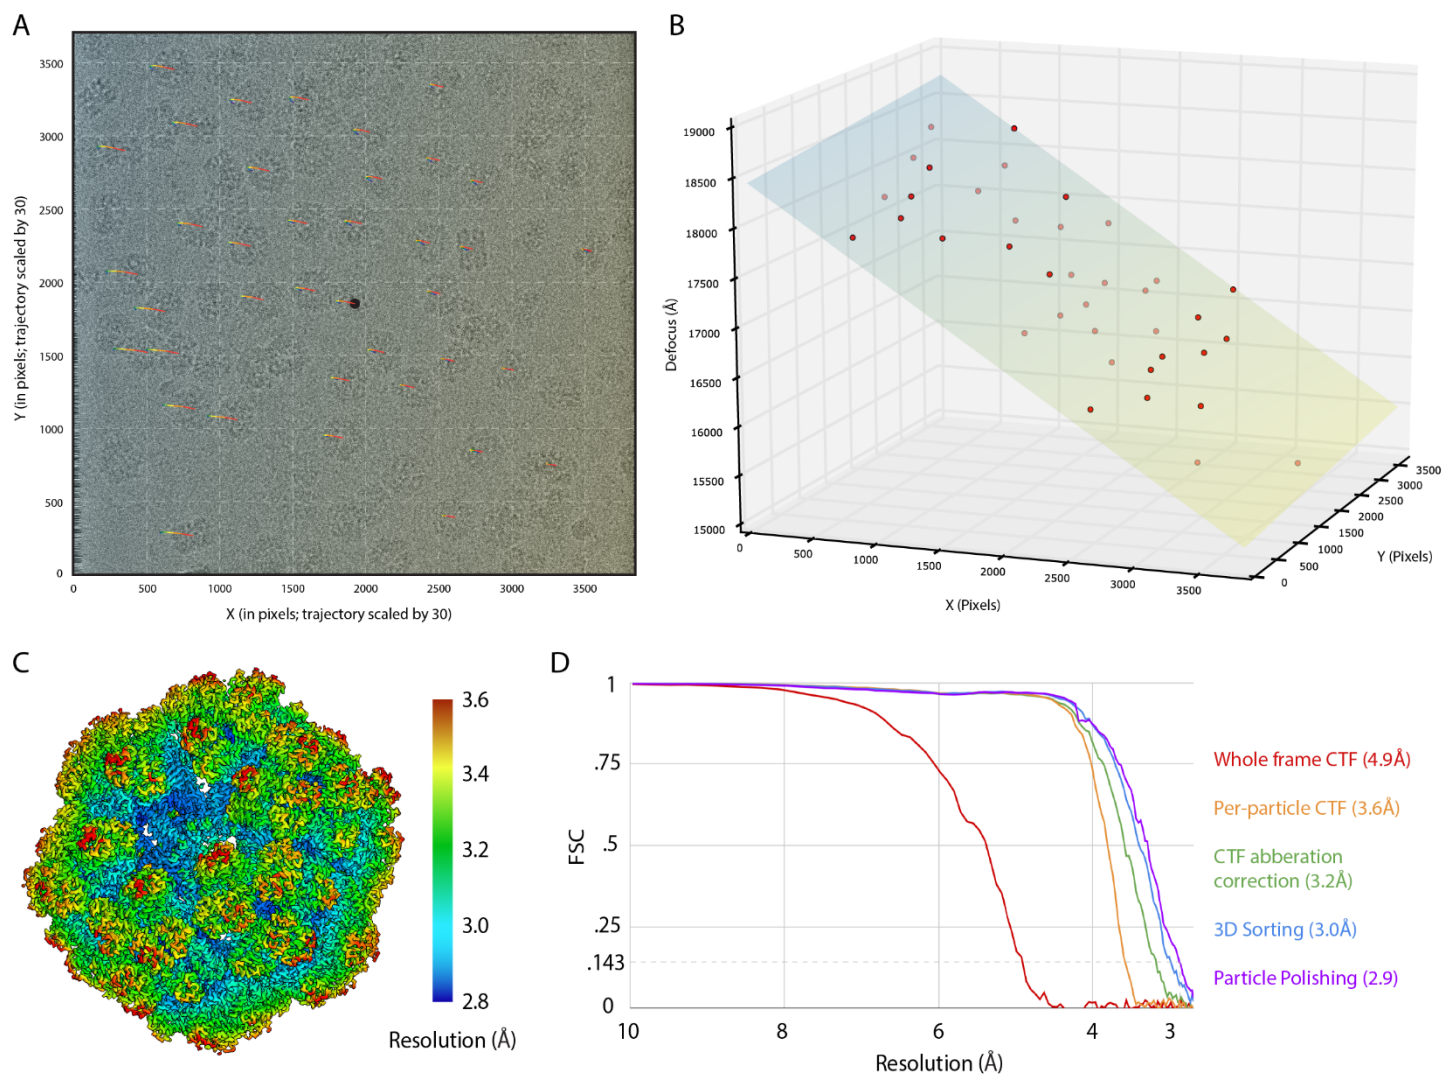 A
3500
3000
2500
2000
1500
1000
500
0
Y (in pixels; trajectory scaled by 30)
0 500 1000 1500 2000 2500 3000 3500
X (in pixels; trajectory scaled by 30)
B
19000
18500
18000
17500
17000
16500
16000
15500
15000
Defocus (Å)
0 500 1000 1500 2000 2500 3000 3500
X (Pixels)
3500
3000
2500
2000
1500
1000
500
0
Y (Pixels)
C
3.6
3.4
3.2
3.0
2.8
Resolution (Å)
D
1
.75
.5
.25
.143
0
FSC
10 8 6 4 3
Resolution (Å)
Whole frame CTF (4.9Å)
Per-particle CTF (3.6Å)
CTF abberation
correction (3.2Å)
3D Sorting (3.0Å)
Particle Polishing (2.9)